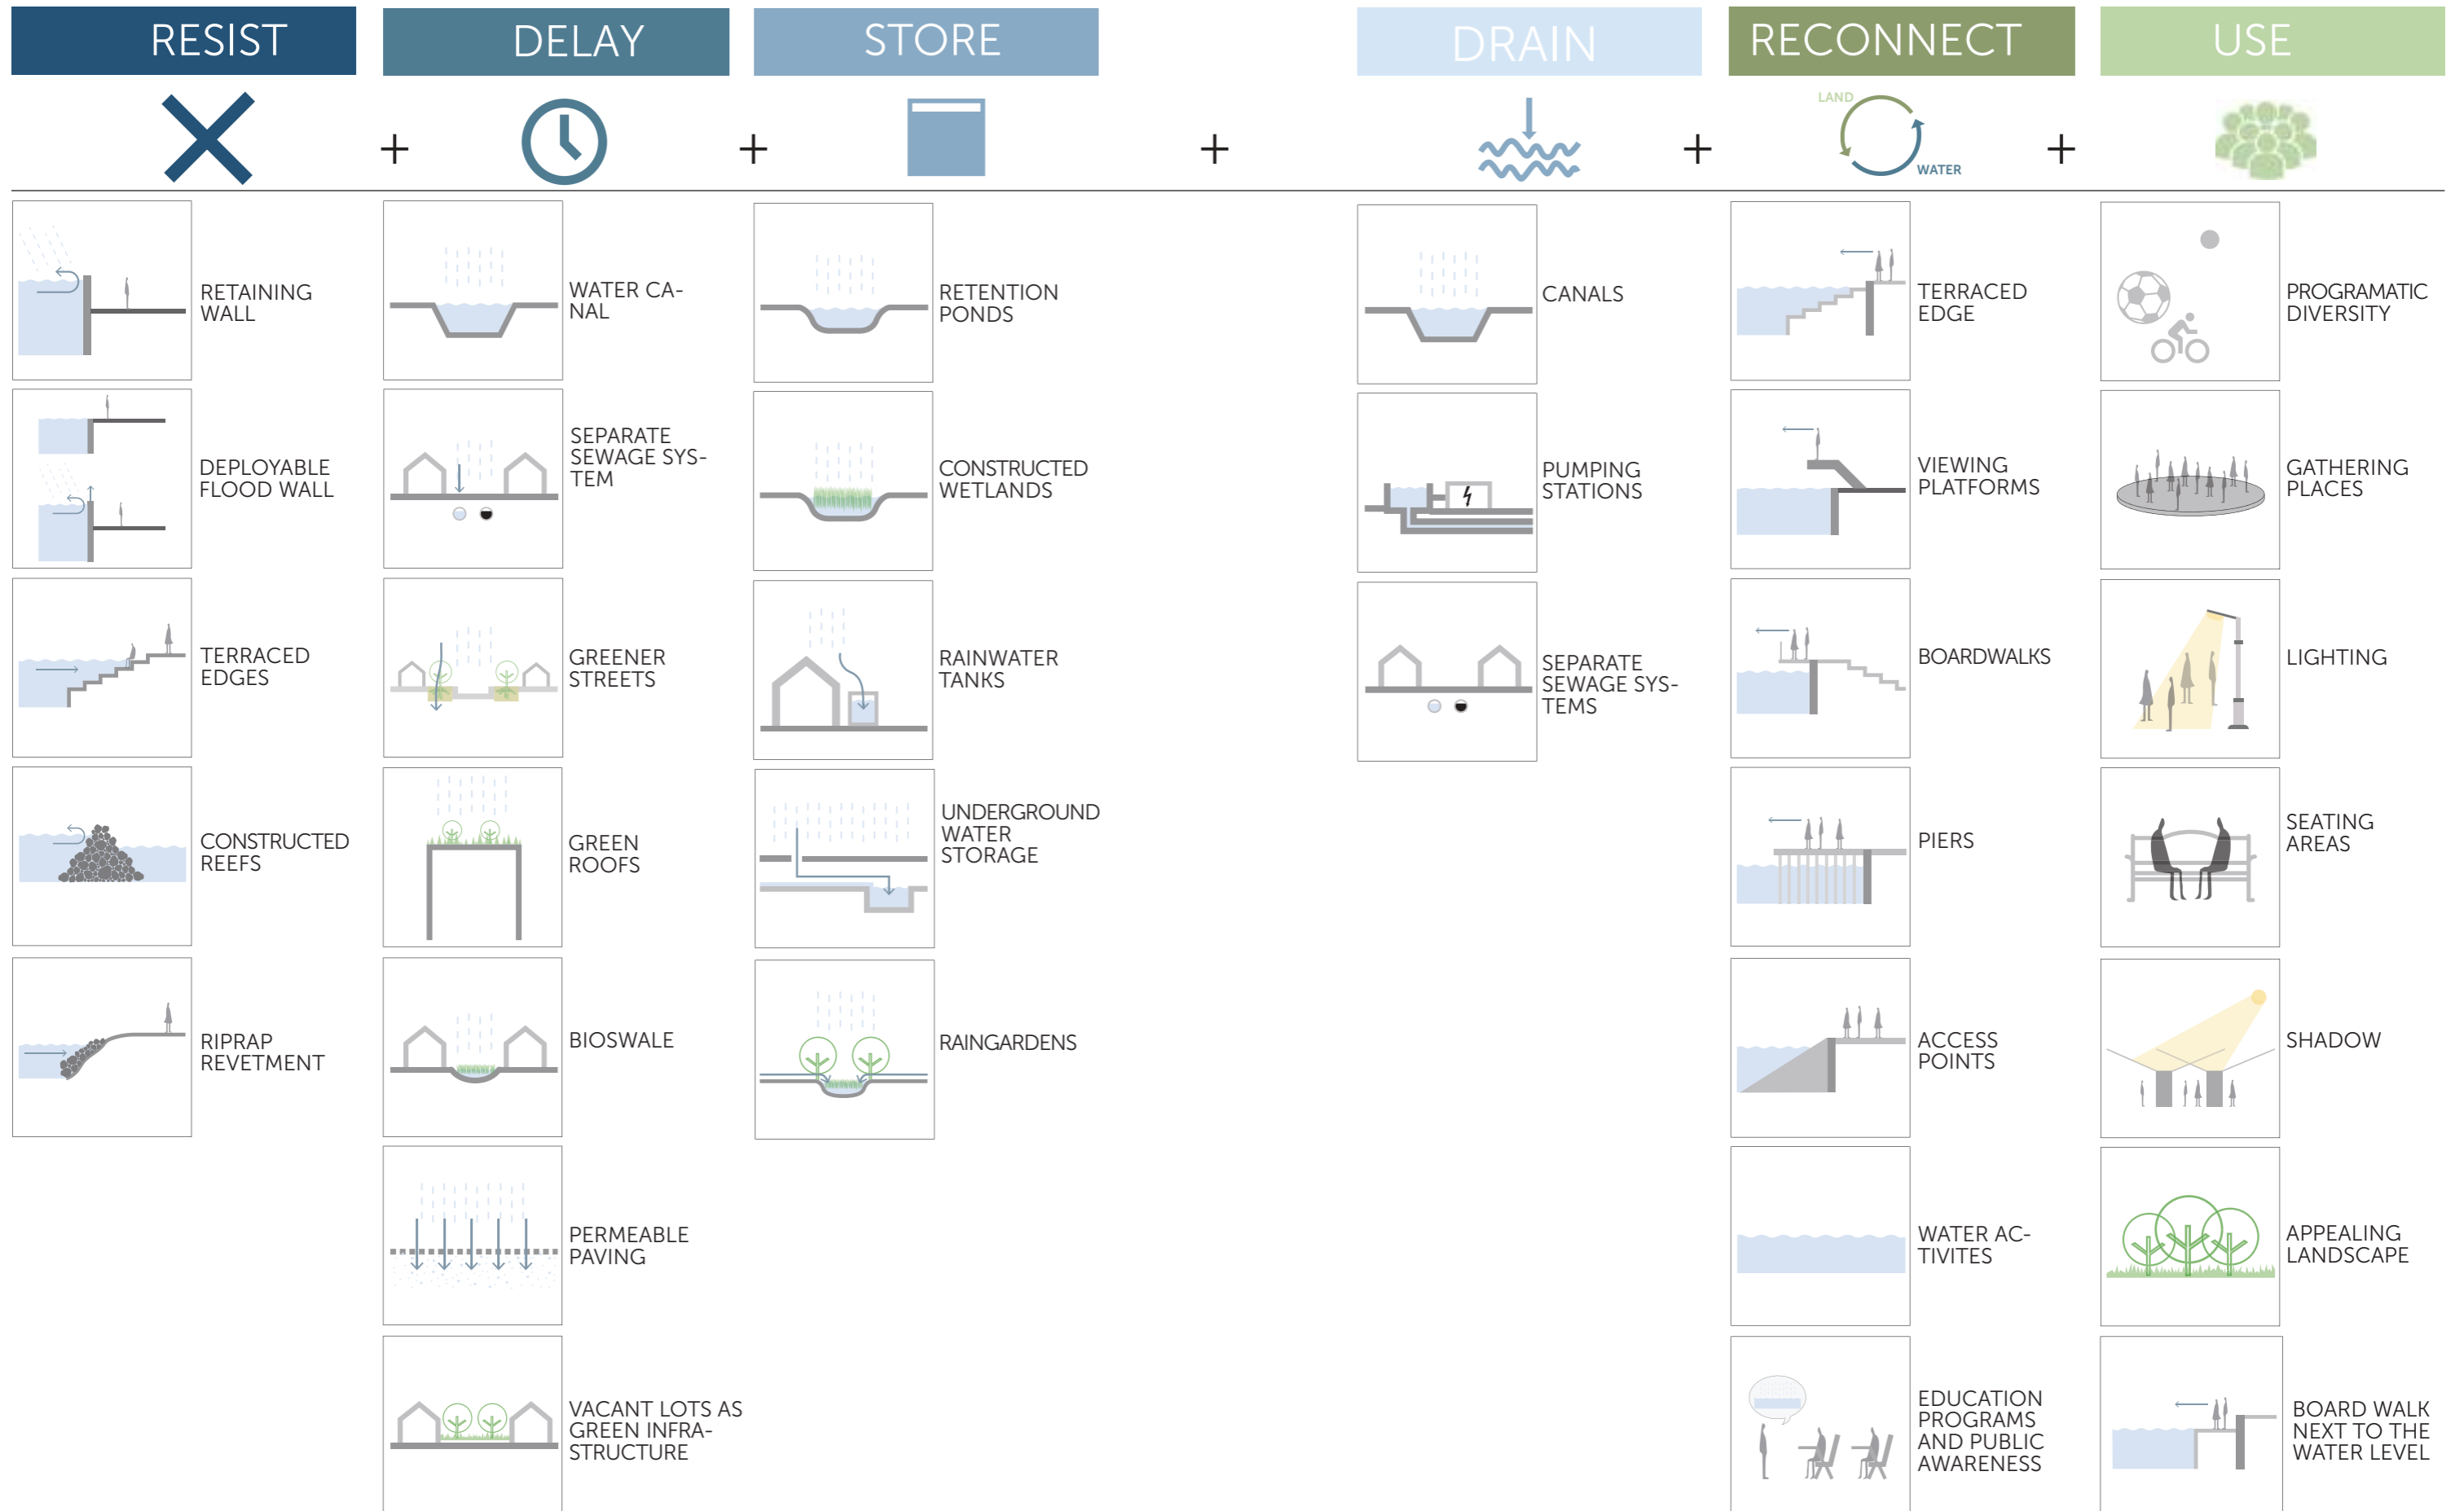 RESIST
DELAY
STORE
DRAIN
RECONNECT
USE
+
+
+
+
+
LAND
WATER
RETAINING
WALL
DEPLOYABLE
FLOOD WALL
TERRACED
EDGES
CONSTRUCTED
REEFS
RIPRAP
REVETMENT
WATER CA-
NAL
SEPARATE
SEWAGE SYS-
TEM
GREENER
STREETS
GREEN
ROOFS
BIOSWALE
PERMEABLE
PAVING
VACANT LOTS AS
GREEN INFRA-
STRUCTURE
RETENTION
PONDS
CONSTRUCTED
WETLANDS
RAINWATER
TANKS
UNDERGROUND
WATER
STORAGE
RAINGARDENS
CANALS
PUMPING
STATIONS
SEPARATE
SEWAGE SYS-
TEMS
TERRACED
EDGE
VIEWING
PLATFORMS
BOARDWALKS
PIERS
ACCESS
POINTS
WATER AC-
TIVITES
EDUCATION
PROGRAMS
AND PUBLIC
AWARENESS
PROGRAMATIC
DIVERSITY
GATHERING
PLACES
LIGHTING
SEATING
AREAS
SHADOW
APPEALING
LANDSCAPE
BOARD WALK
NEXT TO THE
WATER LEVEL